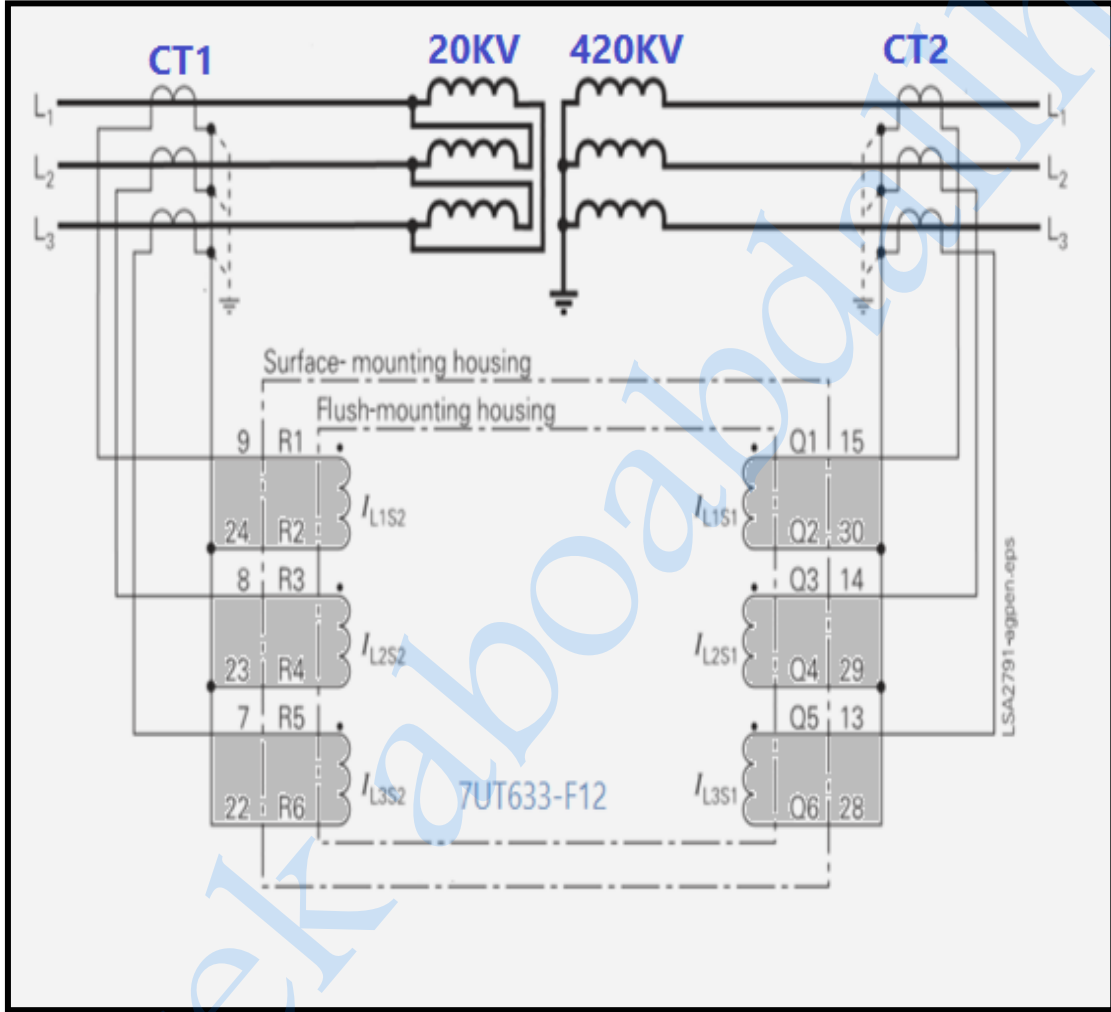 CT1 20KV 420KV CT2
L1 L1
L2 L2
L3 L3
Surface- mounting housing
Flush-mounting housing
9 R1 Q1 15
IL1S2 IL1S1
24 R2 Q2 30
8 R3 Q3 14
IL2S2 IL2S1
23 R4 Q4 29
7 R5 Q5 13
IL3S2 7UT633-F12 IL3S1
22 R6 Q6 28
LSA2791-agpen.eps